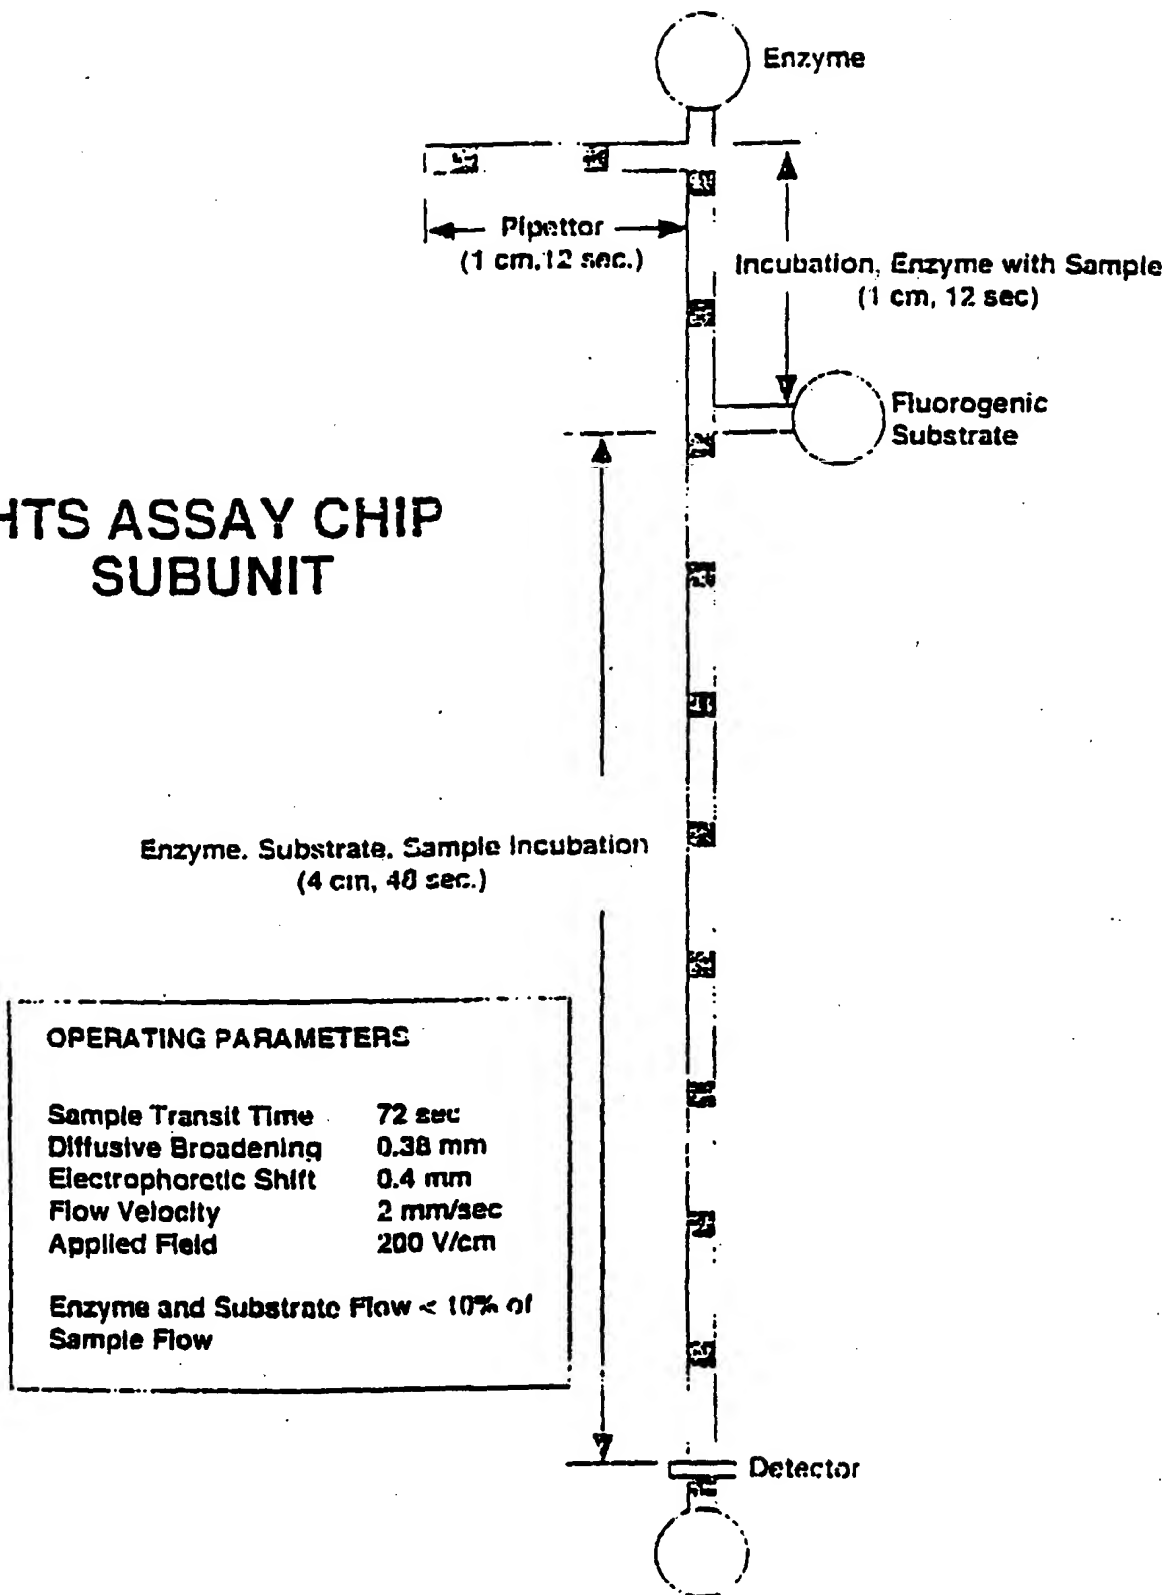 Enzyme
Pipettor
(1 cm, 12 sec.)
Incubation, Enzyme with Sample
(1 cm, 12 sec)
Fluorogenic
Substrate
HTS ASSAY CHIP
SUBUNIT
Enzyme, Substrate, Sample Incubation
(4 cm, 48 sec.)
OPERATING PARAMETERS
Sample Transit Time 72 sec
Diffusive Broadening 0.38 mm
Electrophoretic Shift 0.4 mm
Flow Velocity 2 mm/sec
Applied Field 200 V/cm
Enzyme and Substrate Flow < 10% of
Sample Flow
Detector